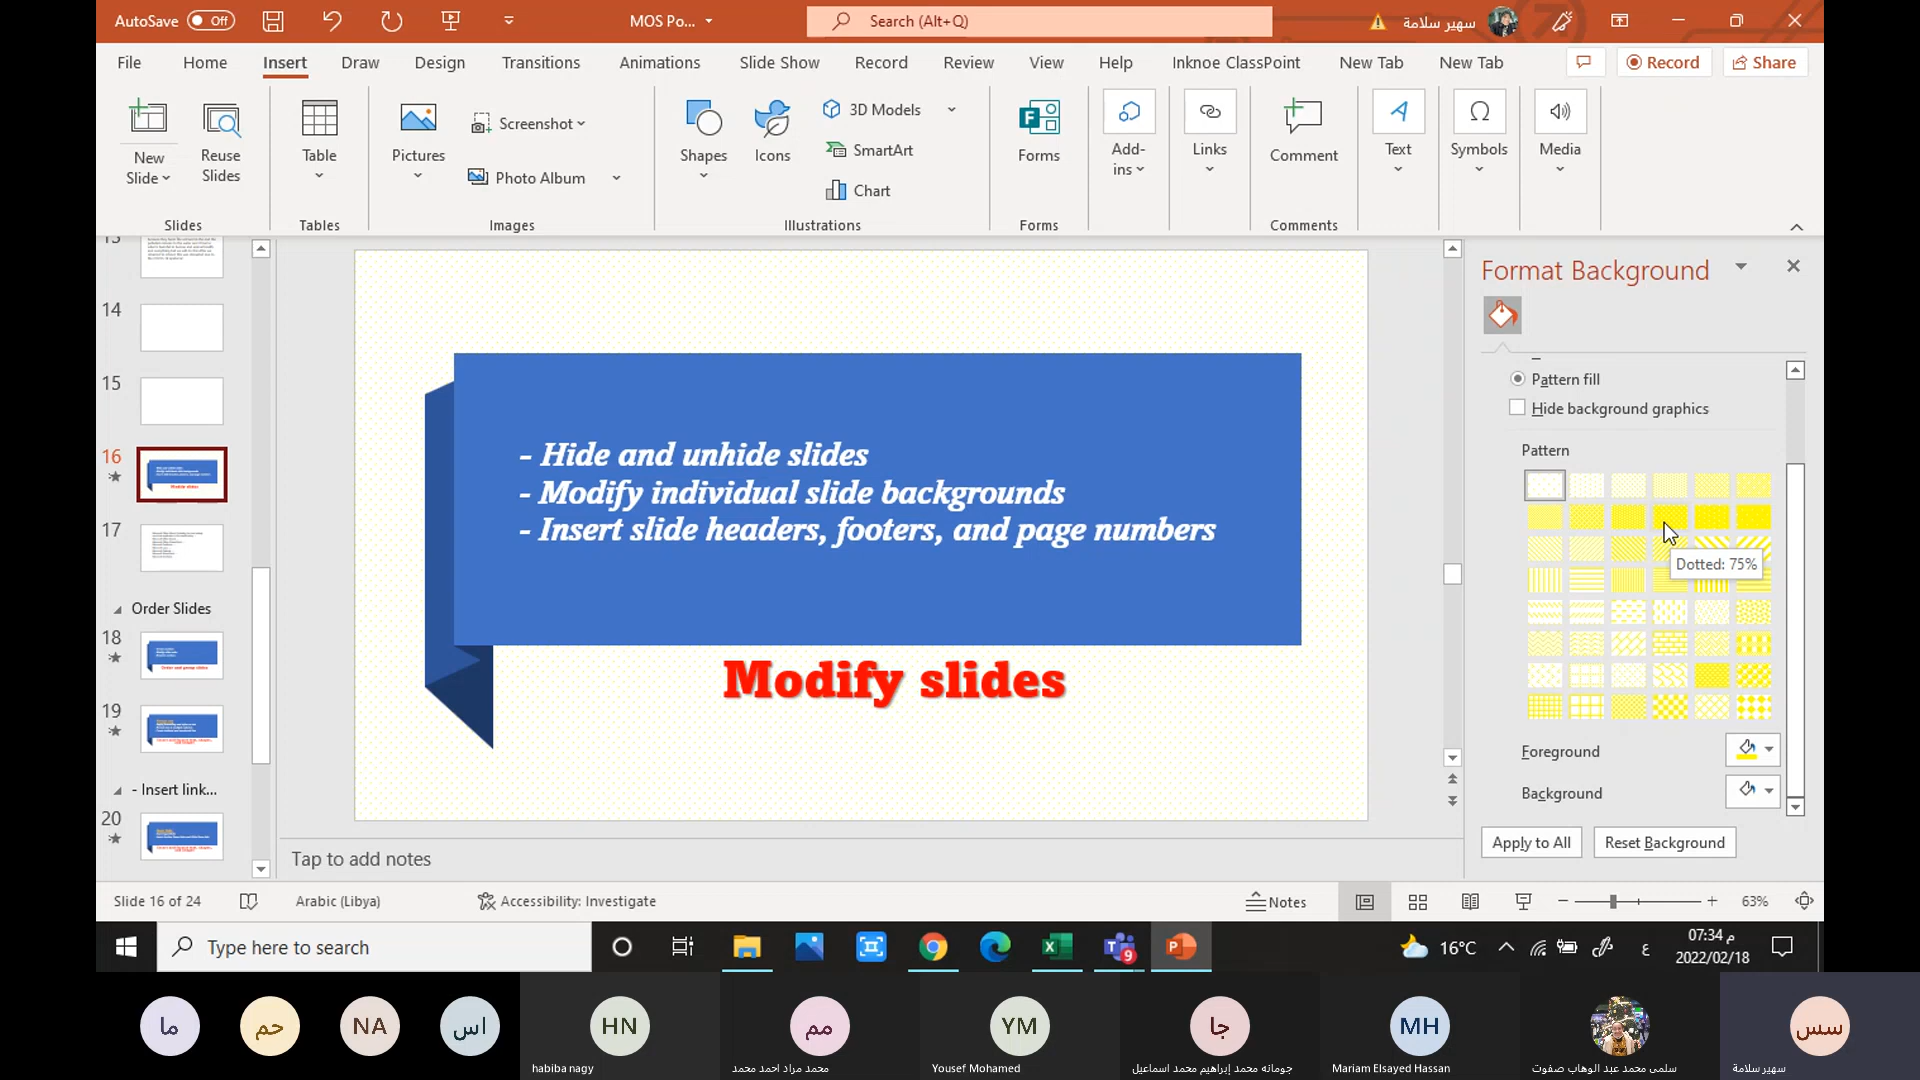 AutoSave Off MOS Po... Search (Alt+Q) سهير سلامة
File Home Insert Draw Design Transitions Animations Slide Show Record Review View Help Inknoe ClassPoint New Tab New Tab Record Share
New Slide
Reuse Slides
Slides
Table
Tables
Pictures
Screenshot
Photo Album
Images
Shapes
Icons
3D Models
SmartArt
Chart
Illustrations
Forms
Forms
Add-ins
Links
Comment
Comments
Text
Symbols
Media
14
15
16
17
Order Slides
18
19
- Insert link...
20
- Hide and unhide slides
- Modify individual slide backgrounds
- Insert slide headers, footers, and page numbers
Modify slides
Tap to add notes
Format Background
Pattern fill
Hide background graphics
Pattern
Dotted: 75%
Foreground
Background
Apply to All Reset Background
Slide 16 of 24 Arabic (Libya) Accessibility: Investigate Notes 63%
Type here to search 9 16°C ع 07:34 م
2022/02/18
ما حم NA اس HN مم YM جا MH سس
habiba nagy محمد مراد احمد محمد Yousef Mohamed جومانه محمد إبراهيم محمد اسماعيل Mariam Elsayed Hassan سلمى محمد عبد الوهاب صفوت سهير سلامة